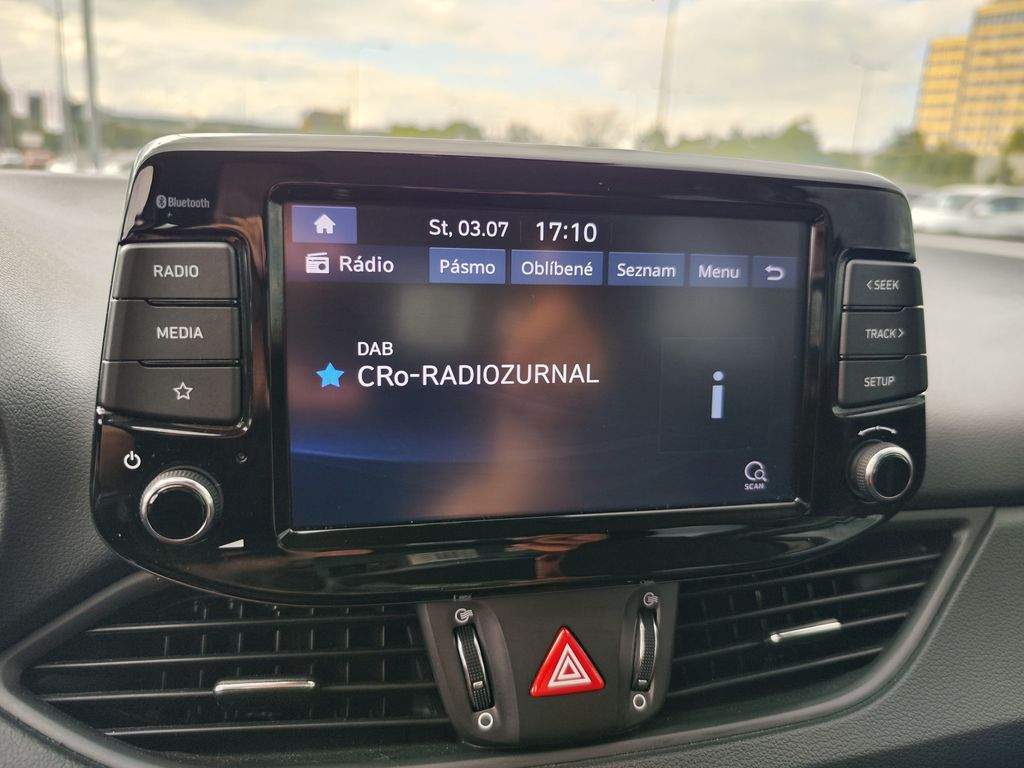 Bluetooth
RADIO
MEDIA
St, 03.07 17:10
Rádio Pásmo Oblíbené Seznam Menu
DAB
CRo-RADIOZURNAL
i
SCAN
< SEEK
TRACK >
SETUP